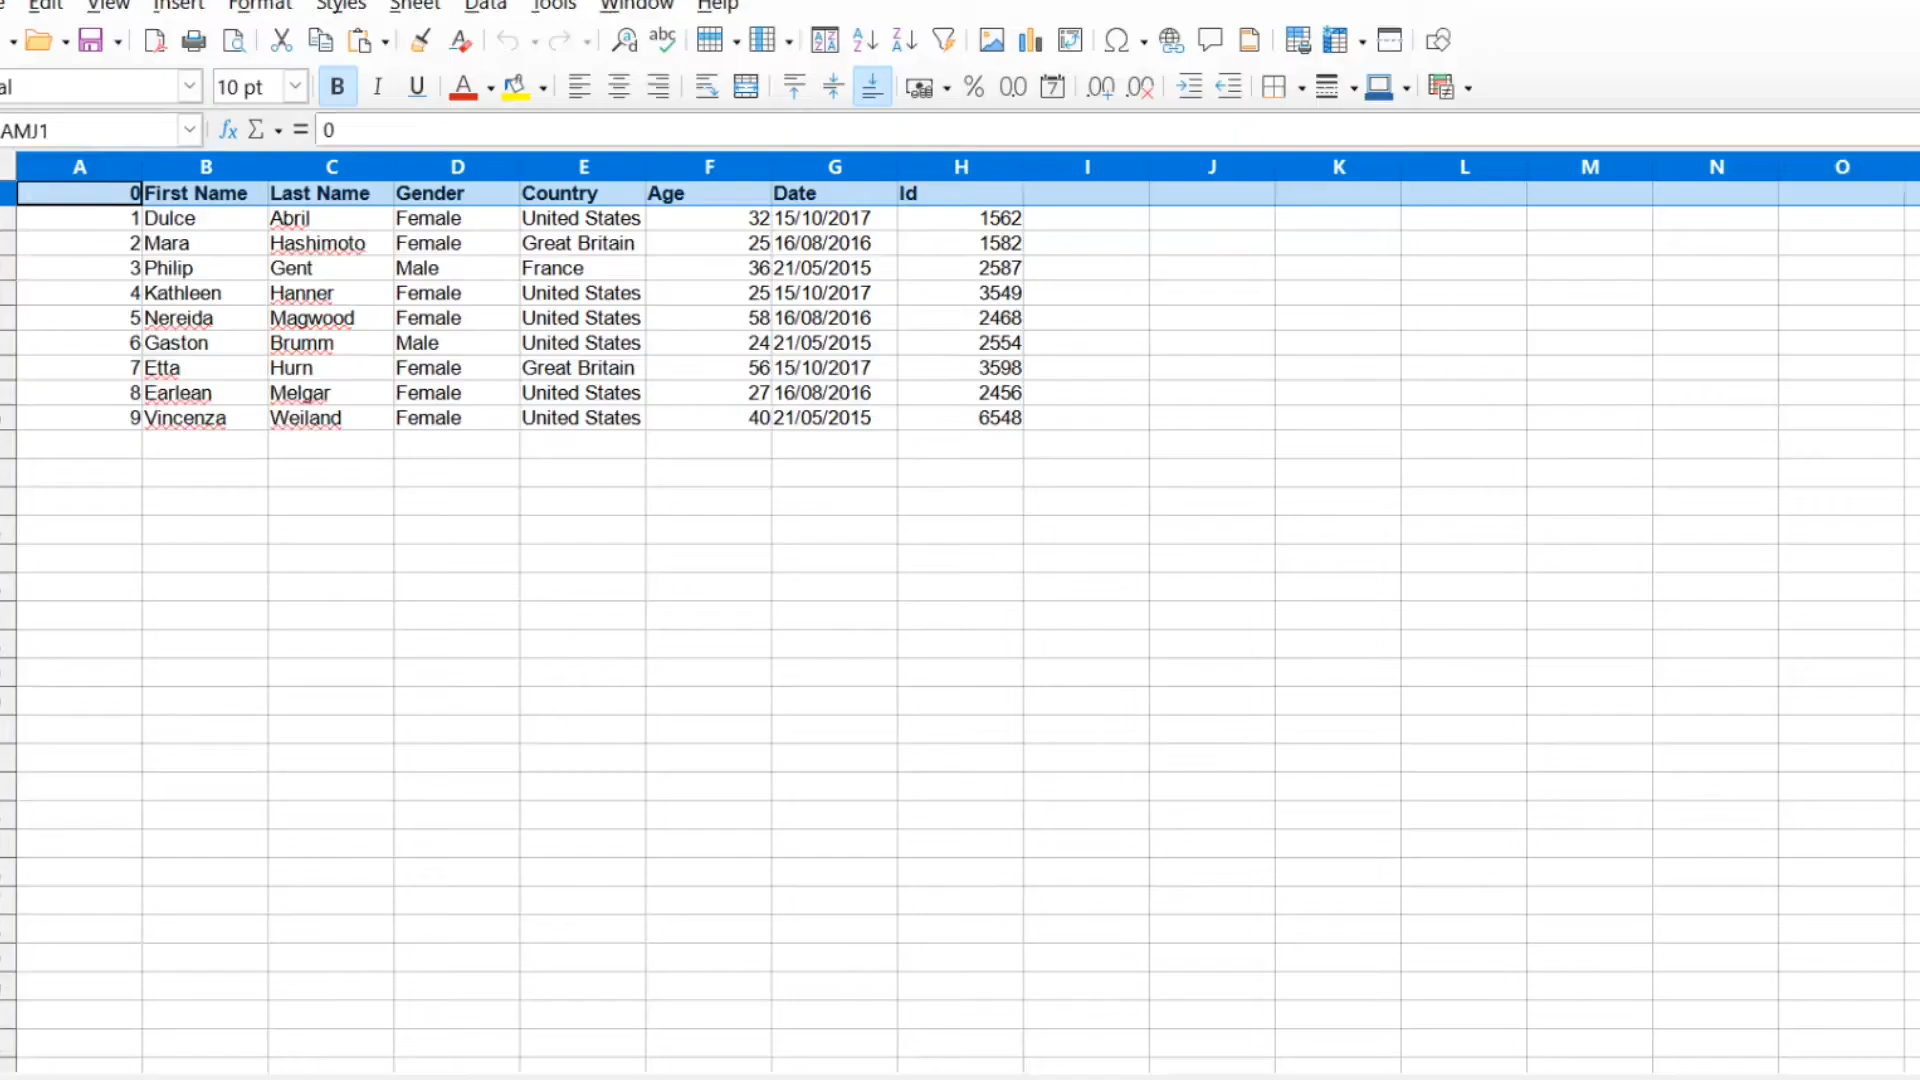 Edit View Insert Format Styles Sheet Data Tools Window Help
10 pt B I U A % 0.0 7 .00 .00
AMJ1 fx Σ = 0
A B C D E F G H I J K L M N O
0 First Name Last Name Gender Country Age Date Id
1 Dulce Abril Female United States 32 15/10/2017 1562
2 Mara Hashimoto Female Great Britain 25 16/08/2016 1582
3 Philip Gent Male France 36 21/05/2015 2587
4 Kathleen Hanner Female United States 25 15/10/2017 3549
5 Nereida Magwood Female United States 58 16/08/2016 2468
6 Gaston Brumm Male United States 24 21/05/2015 2554
7 Etta Hurn Female Great Britain 56 15/10/2017 3598
8 Earlean Melgar Female United States 27 16/08/2016 2456
9 Vincenza Weiland Female United States 40 21/05/2015 6548